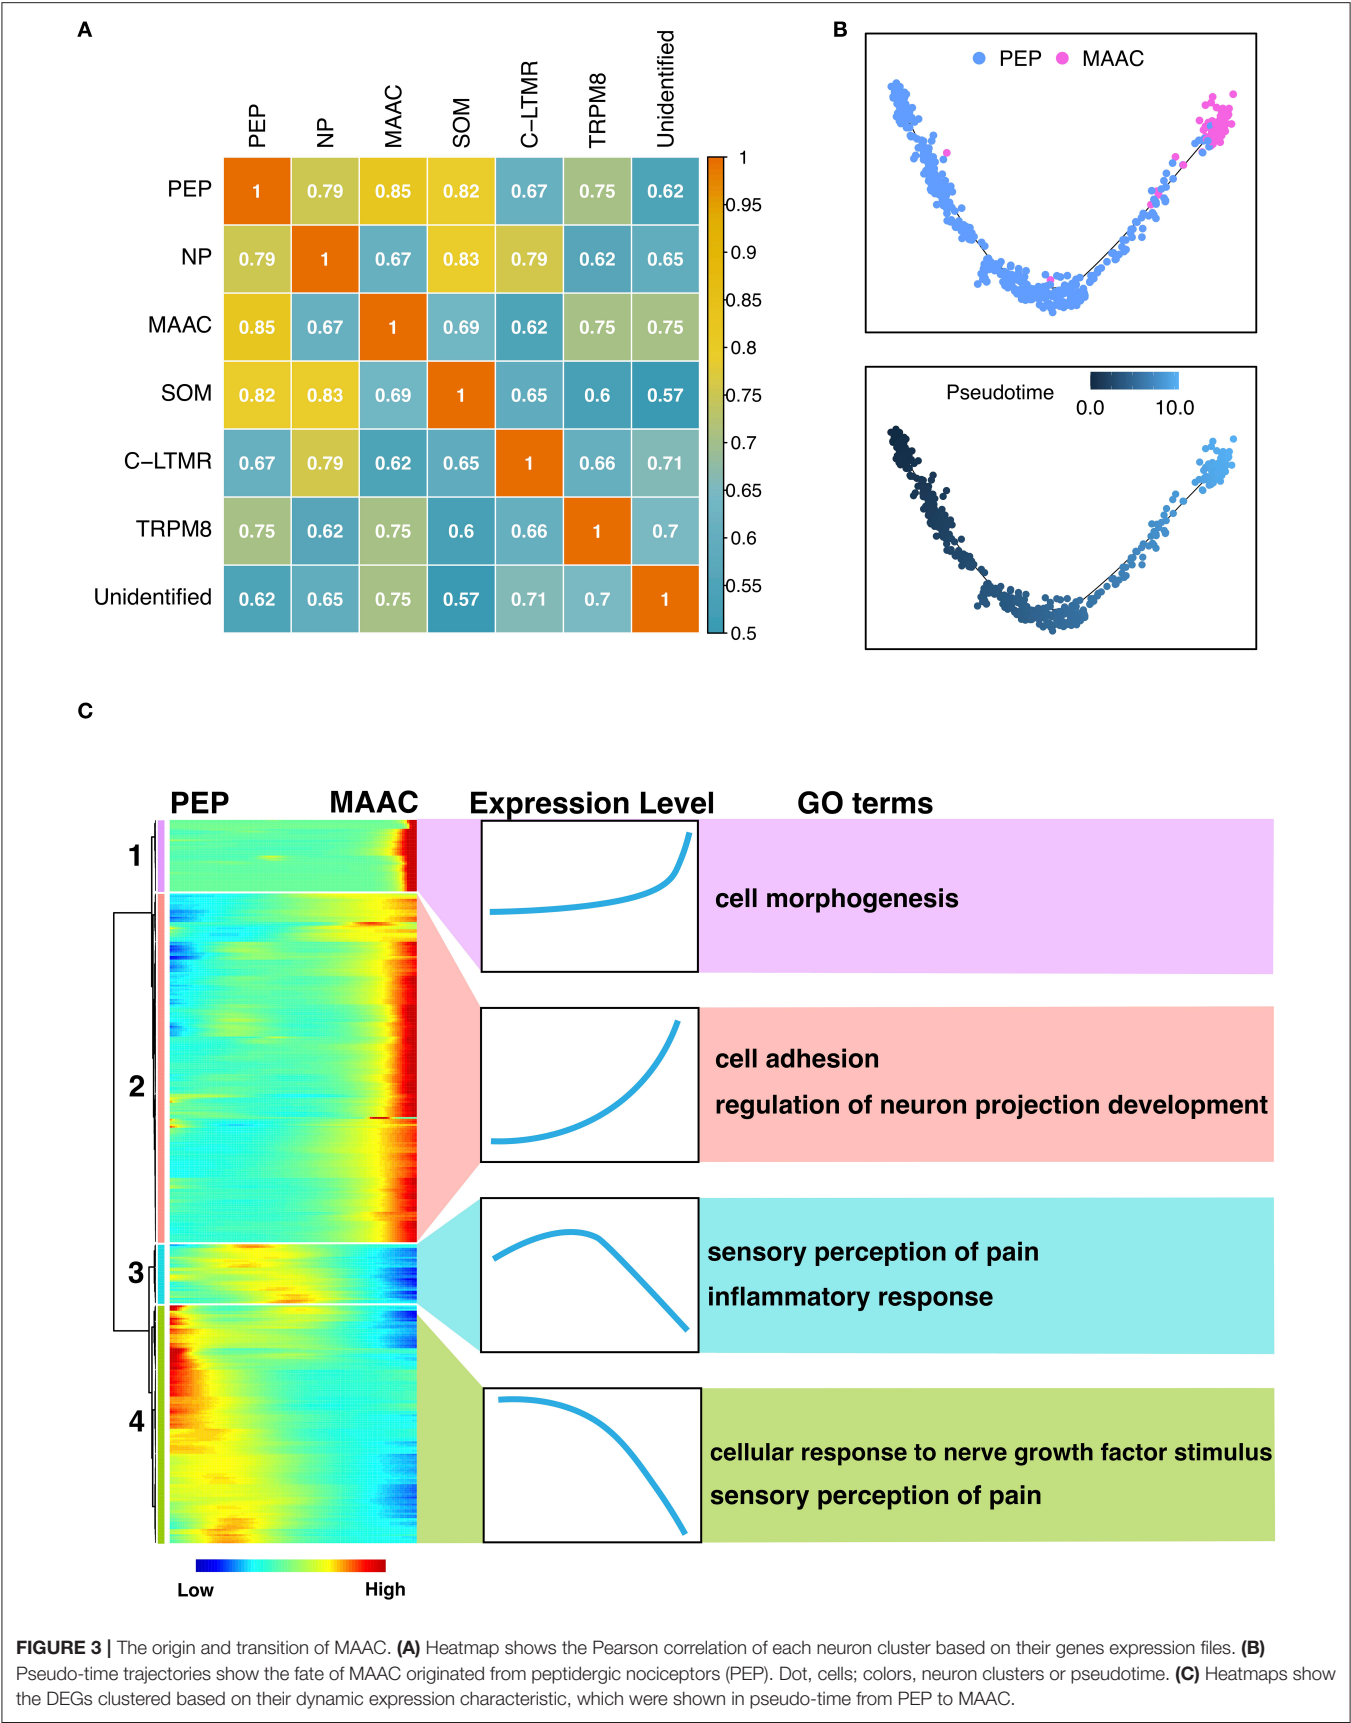 A
PEP NP MAAC SOM C−LTMR TRPM8 Unidentified
PEP 1 0.79 0.85 0.82 0.67 0.75 0.62
NP 0.79 1 0.67 0.83 0.79 0.62 0.65
MAAC 0.85 0.67 1 0.69 0.62 0.75 0.75
SOM 0.82 0.83 0.69 1 0.65 0.6 0.57
C−LTMR 0.67 0.79 0.62 0.65 1 0.66 0.71
TRPM8 0.75 0.62 0.75 0.6 0.66 1 0.7
Unidentified 0.62 0.65 0.75 0.57 0.71 0.7 1
1
0.95
0.9
0.85
0.8
0.75
0.7
0.65
0.6
0.55
0.5
B
PEP MAAC
Pseudotime
0.0 10.0
C
PEP MAAC Expression Level GO terms
1
cell morphogenesis
2
cell adhesion
regulation of neuron projection development
3
sensory perception of pain
inflammatory response
4
cellular response to nerve growth factor stimulus
sensory perception of pain
Low High
FIGURE 3 | The origin and transition of MAAC. (A) Heatmap shows the Pearson correlation of each neuron cluster based on their genes expression files. (B)
Pseudo-time trajectories show the fate of MAAC originated from peptidergic nociceptors (PEP). Dot, cells; colors, neuron clusters or pseudotime. (C) Heatmaps show
the DEGs clustered based on their dynamic expression characteristic, which were shown in pseudo-time from PEP to MAAC.